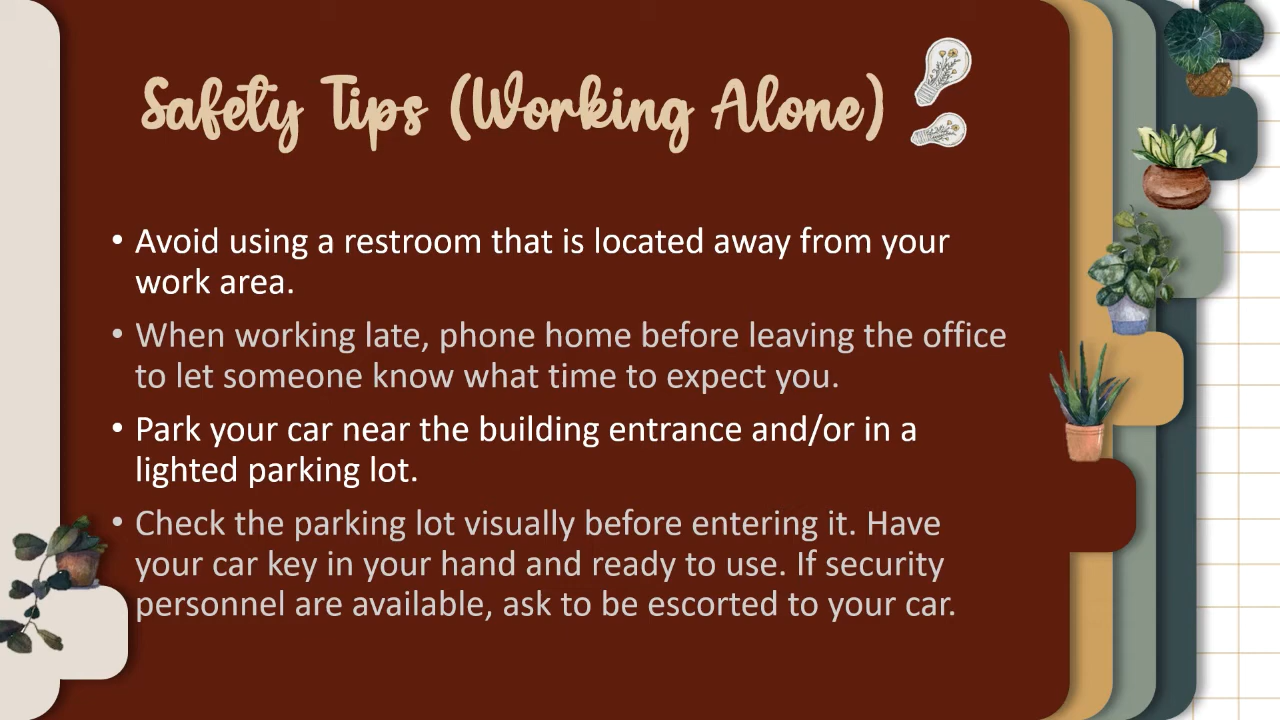 Safety Tips (Working Alone)
• Avoid using a restroom that is located away from your
work area.
• When working late, phone home before leaving the office
to let someone know what time to expect you.
• Park your car near the building entrance and/or in a
lighted parking lot.
• Check the parking lot visually before entering it. Have
your car key in your hand and ready to use. If security
personnel are available, ask to be escorted to your car.